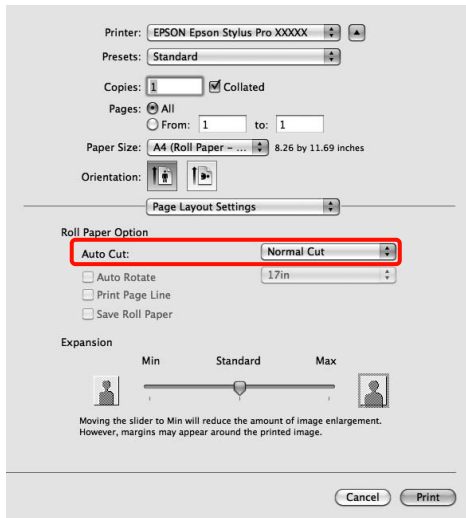 Printer: EPSON Epson Stylus Pro XXXXX
Presets: Standard
Copies: 1 Collated
Pages: All
From: 1 to: 1
Paper Size: A4 (Roll Paper – ... 8.26 by 11.69 inches
Orientation:
Page Layout Settings
Roll Paper Option
Auto Cut: Normal Cut
Auto Rotate 17in
Print Page Line
Save Roll Paper
Expansion
Min Standard Max
Moving the slider to Min will reduce the amount of image enlargement.
However, margins may appear around the printed image.
Cancel Print